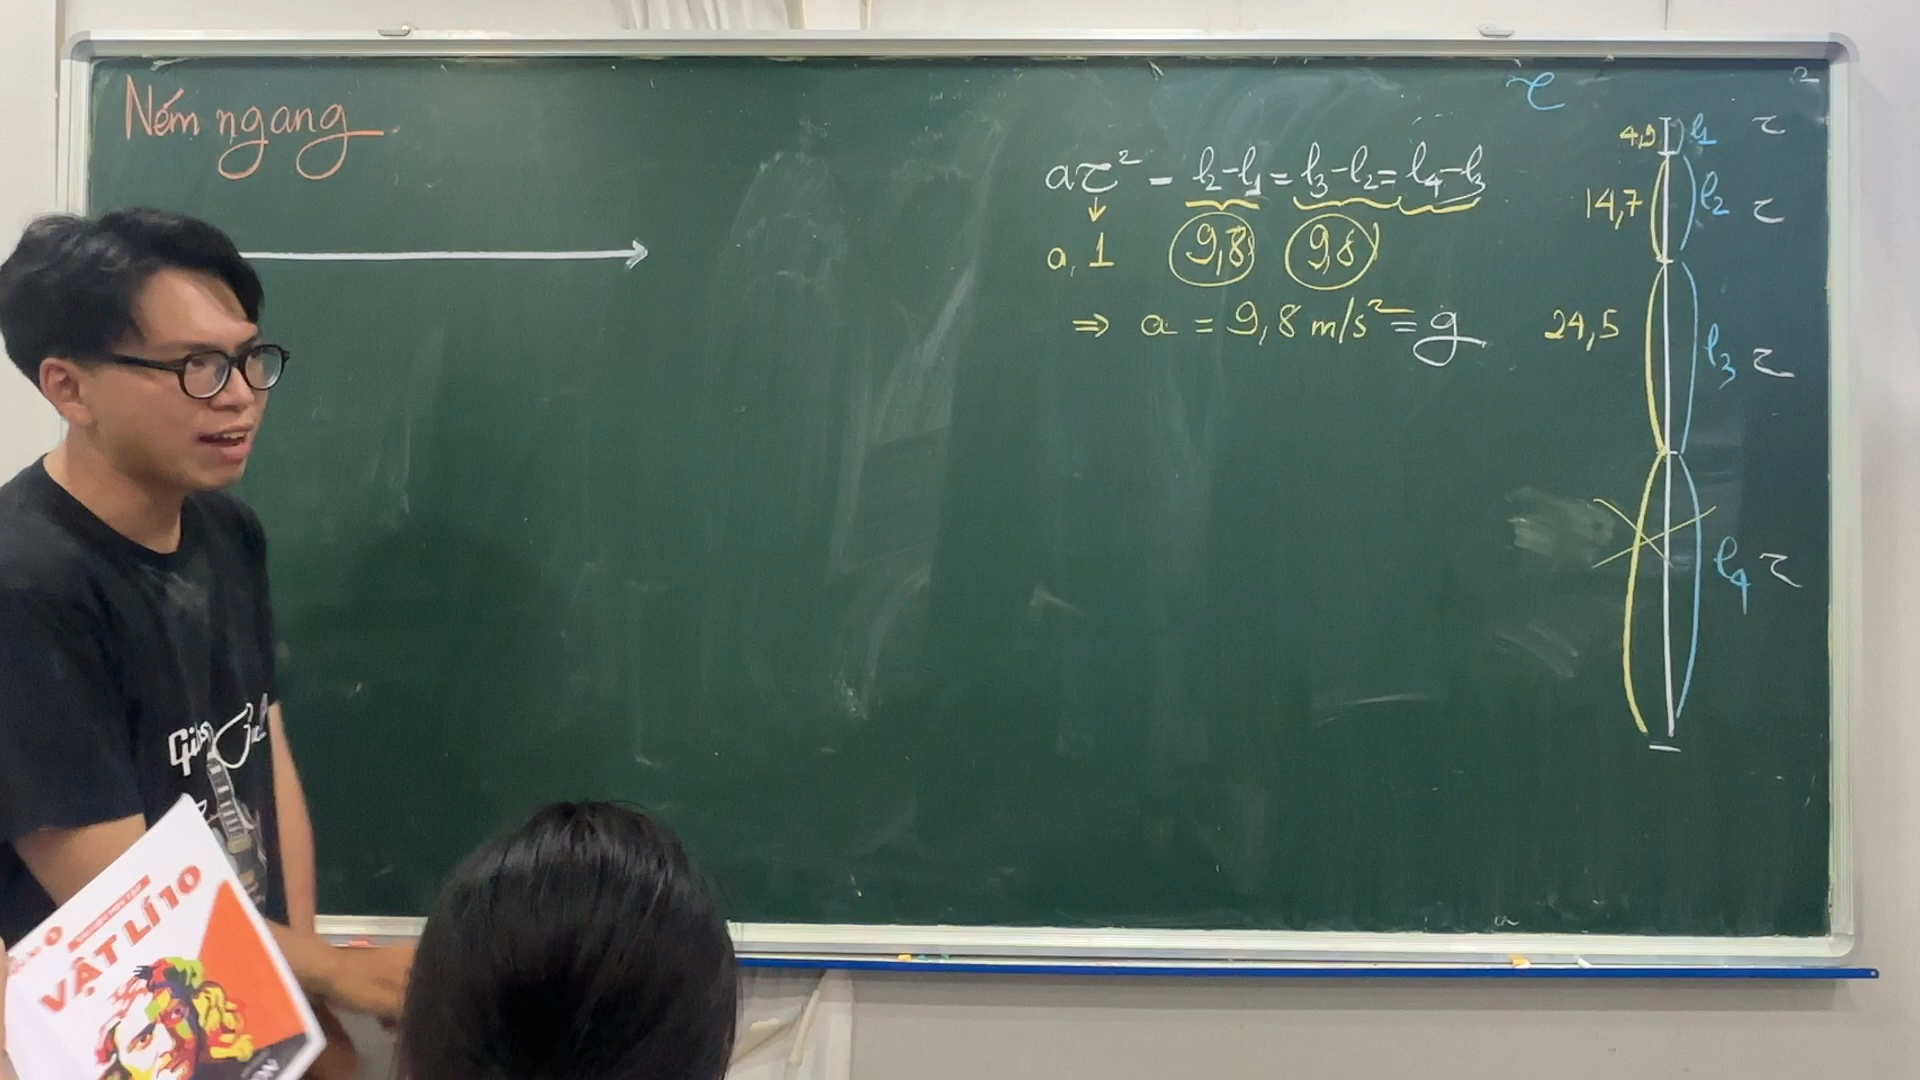 Ném ngang
aτ² = l₂-l₁ = l₃-l₂ = l₄-l₃
a. 1 9,8 9,8
⇒ a = 9,8 m/s² = g
τ
4,9 l₁ τ
14,7 l₂ τ
24,5 l₃ τ
l₄ τ
VẬT LÍ 10